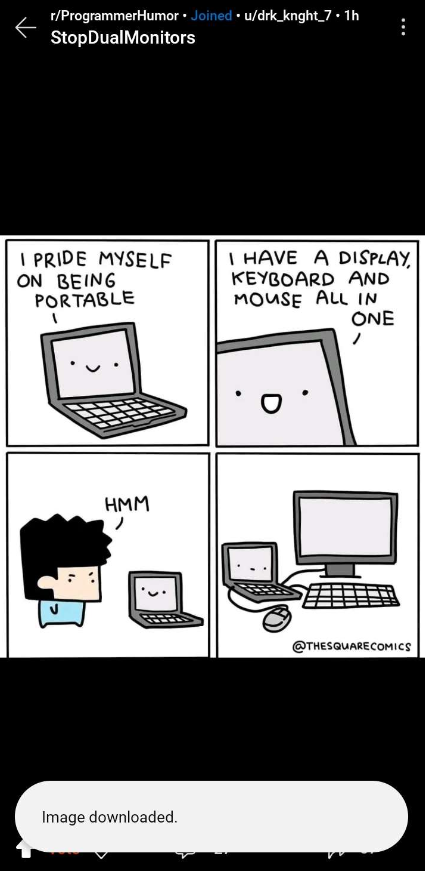 r/ProgrammerHumor • Joined • u/drk_knght_7 • 1h
StopDualMonitors
I PRIDE MYSELF
ON BEING
PORTABLE
I HAVE A DISPLAY,
KEYBOARD AND
MOUSE ALL IN
ONE
HMM
@THESQUARECOMICS
Image downloaded.